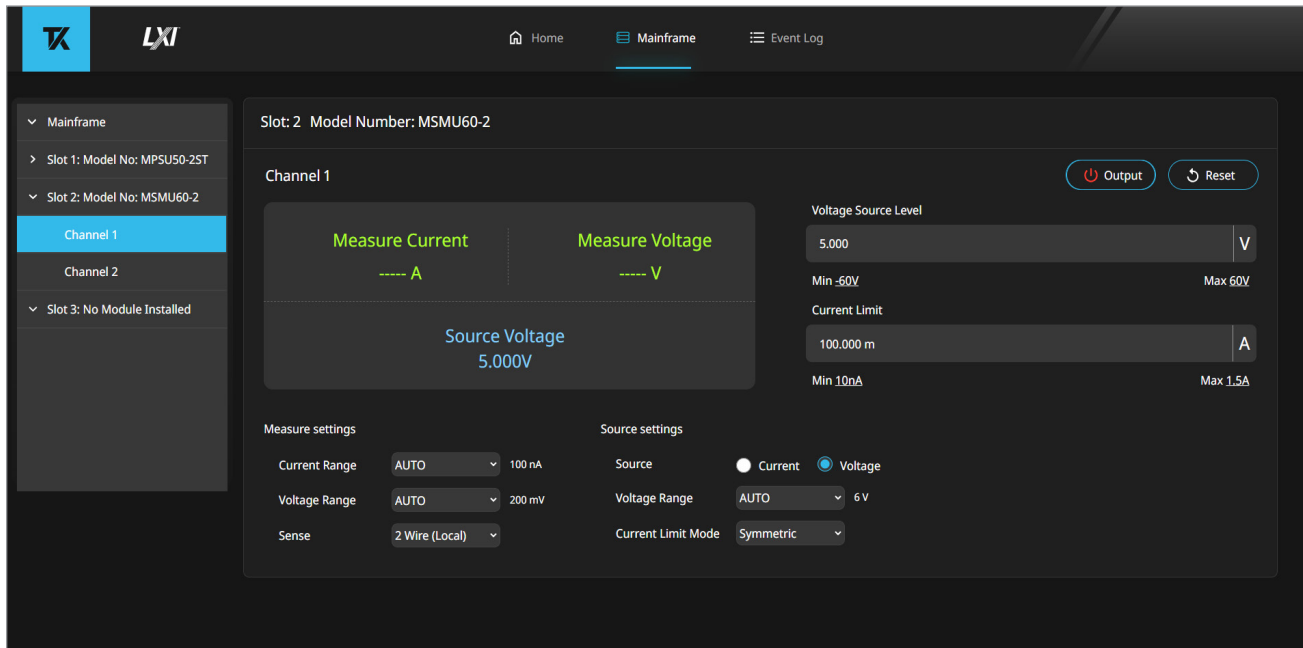 TK LXI Home Mainframe Event Log
Mainframe
Slot 1: Model No: MPSU50-2ST
Slot 2: Model No: MSMU60-2
Channel 1
Channel 2
Slot 3: No Module Installed
Slot: 2 Model Number: MSMU60-2
Channel 1
Output Reset
Measure Current
----- A
Measure Voltage
----- V
Source Voltage
5.000V
Voltage Source Level
5.000 V
Min -60V Max 60V
Current Limit
100.000 m A
Min 10nA Max 1.5A
Measure settings
Current Range AUTO 100 nA
Voltage Range AUTO 200 mV
Sense 2 Wire (Local)
Source settings
Source Current Voltage
Voltage Range AUTO 6 V
Current Limit Mode Symmetric